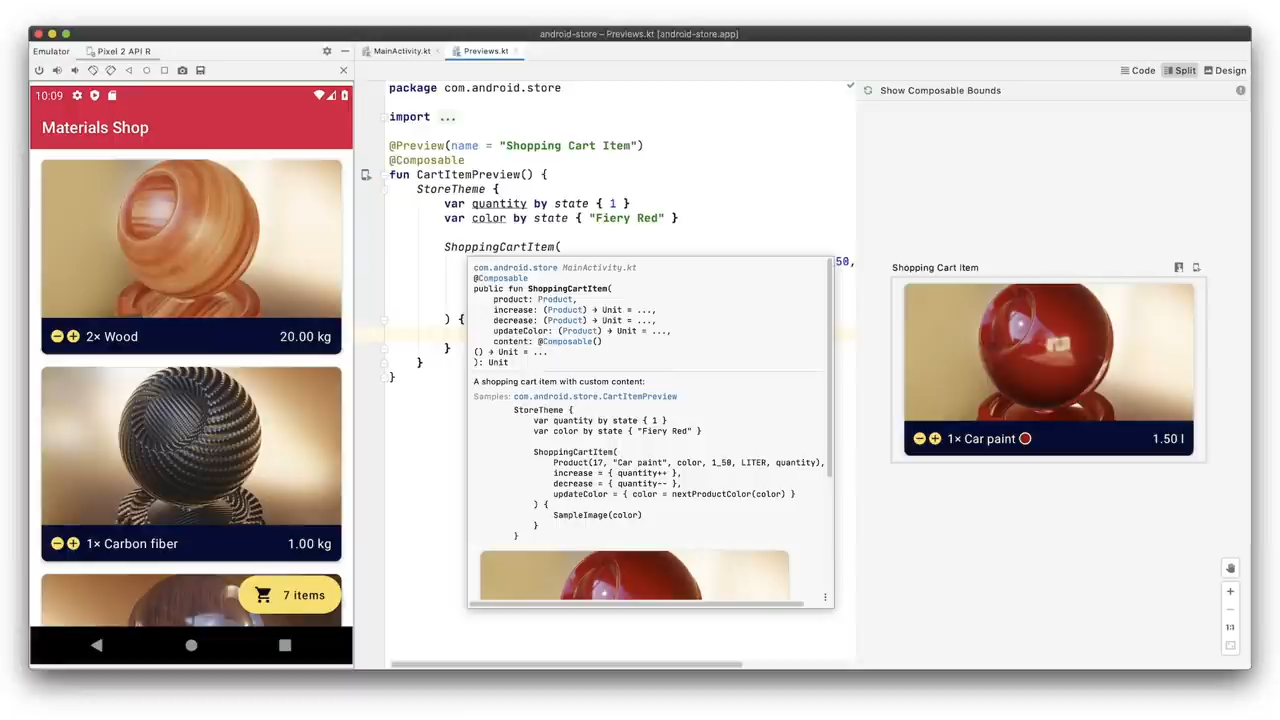 android-store – Previews.kt [android-store.app]
Emulator
Pixel 2 API R
MainActivity.kt
Previews.kt
Code
Split
Design
10:09
Materials Shop
2× Wood
20.00 kg
1× Carbon fiber
1.00 kg
7 items
package com.android.store
import ...
@Preview(name = "Shopping Cart Item")
@Composable
fun CartItemPreview() {
StoreTheme {
var quantity by state { 1 }
var color by state { "Fiery Red" }
ShoppingCartItem(
50,
) {
}
}
}
com.android.store MainActivity.kt
@Composable
public fun ShoppingCartItem(
product: Product,
increase: (Product) → Unit = ...,
decrease: (Product) → Unit = ...,
updateColor: (Product) → Unit = ...,
content: @Composable()
() → Unit = ...
): Unit
A shopping cart item with custom content:
Samples: com.android.store.CartItemPreview
StoreTheme {
var quantity by state { 1 }
var color by state { "Fiery Red" }
ShoppingCartItem(
Product(17, "Car paint", color, 1_50, LITER, quantity),
increase = { quantity++ },
decrease = { quantity-- },
updateColor = { color = nextProductColor(color) }
) {
SampleImage(color)
}
}
Show Composable Bounds
Shopping Cart Item
1× Car paint
1.50 l
1:1